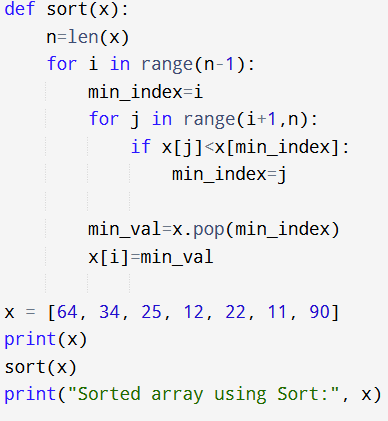 def sort(x):
    n=len(x)
    for i in range(n-1):
        min_index=i
        for j in range(i+1,n):
            if x[j]<x[min_index]:
                min_index=j
        min_val=x.pop(min_index)
        x[i]=min_val
x = [64, 34, 25, 12, 22, 11, 90]
print(x)
sort(x)
print("Sorted array using Sort:", x)